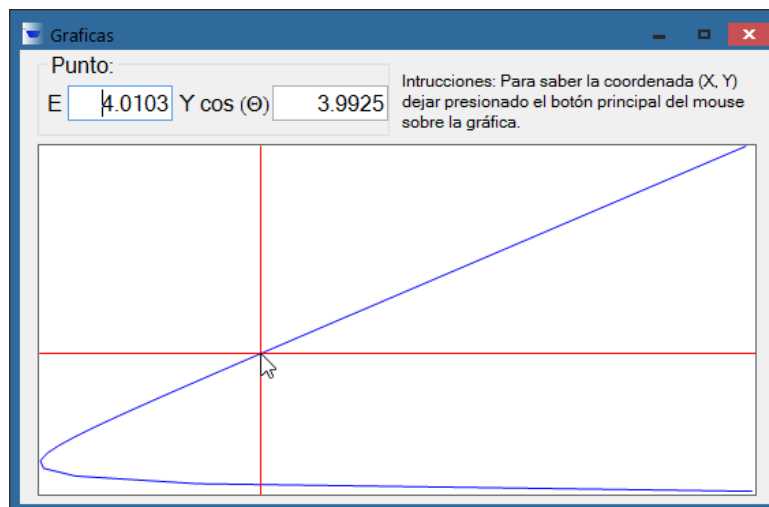 Graficas
Punto:
E 4.0103 Y cos (Θ) 3.9925
Intrucciones: Para saber la coordenada (X, Y)
dejar presionado el botón principal del mouse
sobre la gráfica.